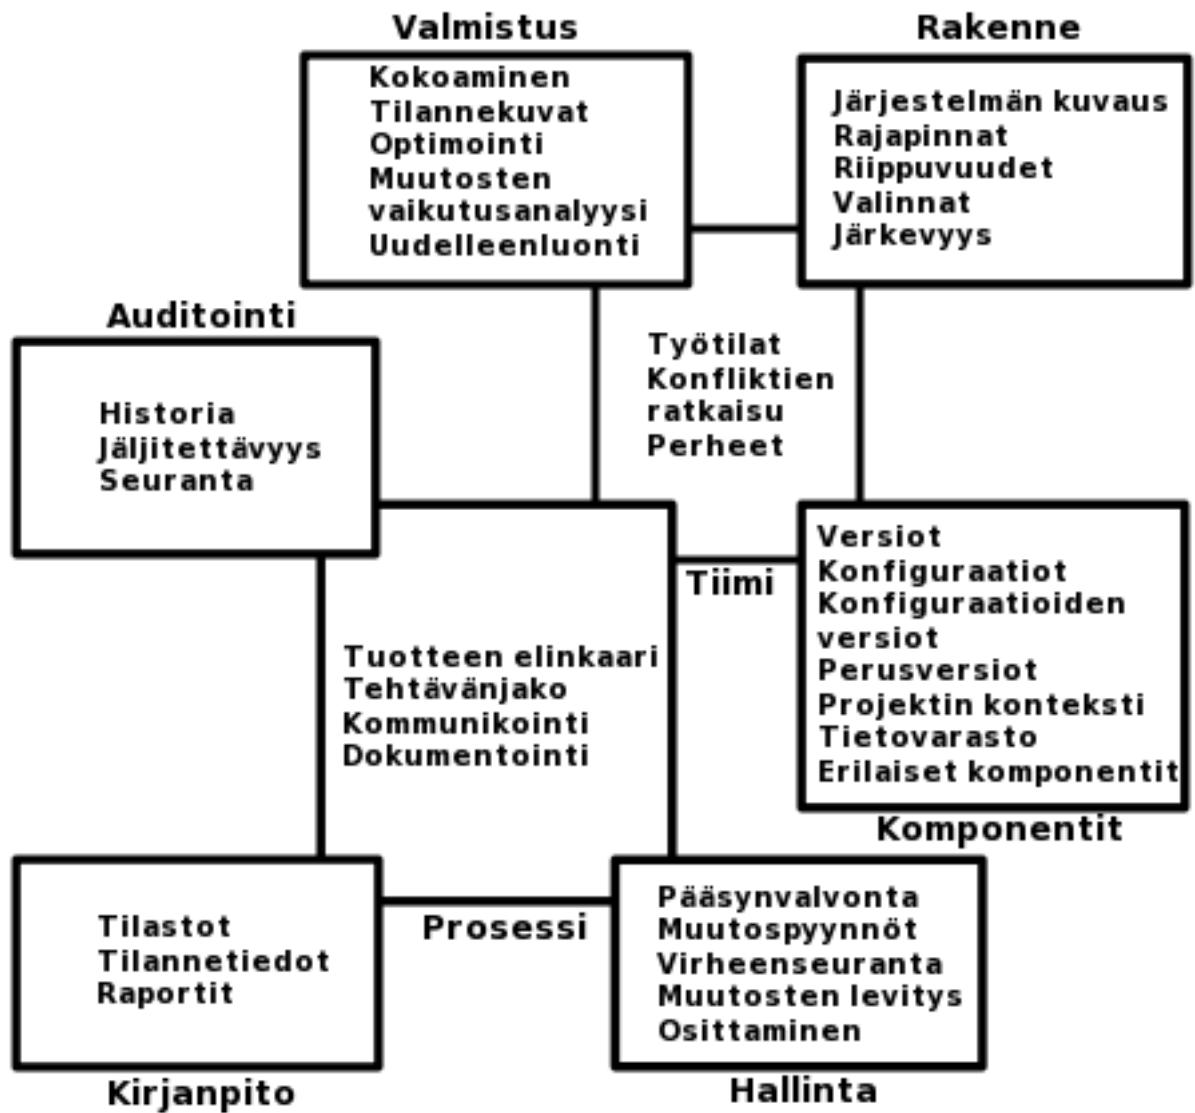 Valmistus
Kokoaminen
Tilannekuvat
Optimointi
Muutosten
vaikutusanalyysi
Uudelleenluonti
Rakenne
Järjestelmän kuvaus
Rajapinnat
Riippuvuudet
Valinnat
Järkevyys
Auditointi
Historia
Jäljitettävyys
Seuranta
Työtilat
Konfliktien
ratkaisu
Perheet
Tiimi
Versiot
Konfiguraatiot
Konfiguraatioiden
versiot
Perusversiot
Projektin konteksti
Tietovarasto
Erilaiset komponentit
Komponentit
Tuotteen elinkaari
Tehtävänjako
Kommunikointi
Dokumentointi
Prosessi
Tilastot
Tilannetiedot
Raportit
Kirjanpito
Pääsynvalvonta
Muutospyynnöt
Virheenseuranta
Muutosten levitys
Osittaminen
Hallinta